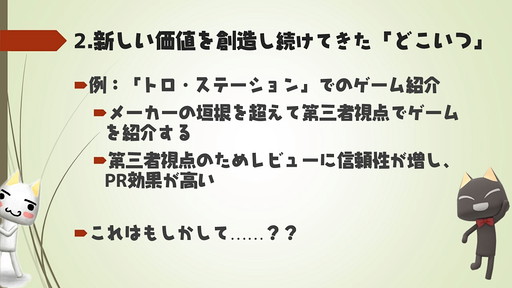 2.新しい価値を創造し続けてきた「どこいつ」
例：「トロ・ステーション」でのゲーム紹介
メーカーの垣根を超えて第三者視点でゲーム
を紹介する
第三者視点のためレビューに信頼性が増し、
PR効果が高い
これはもしかして……？？